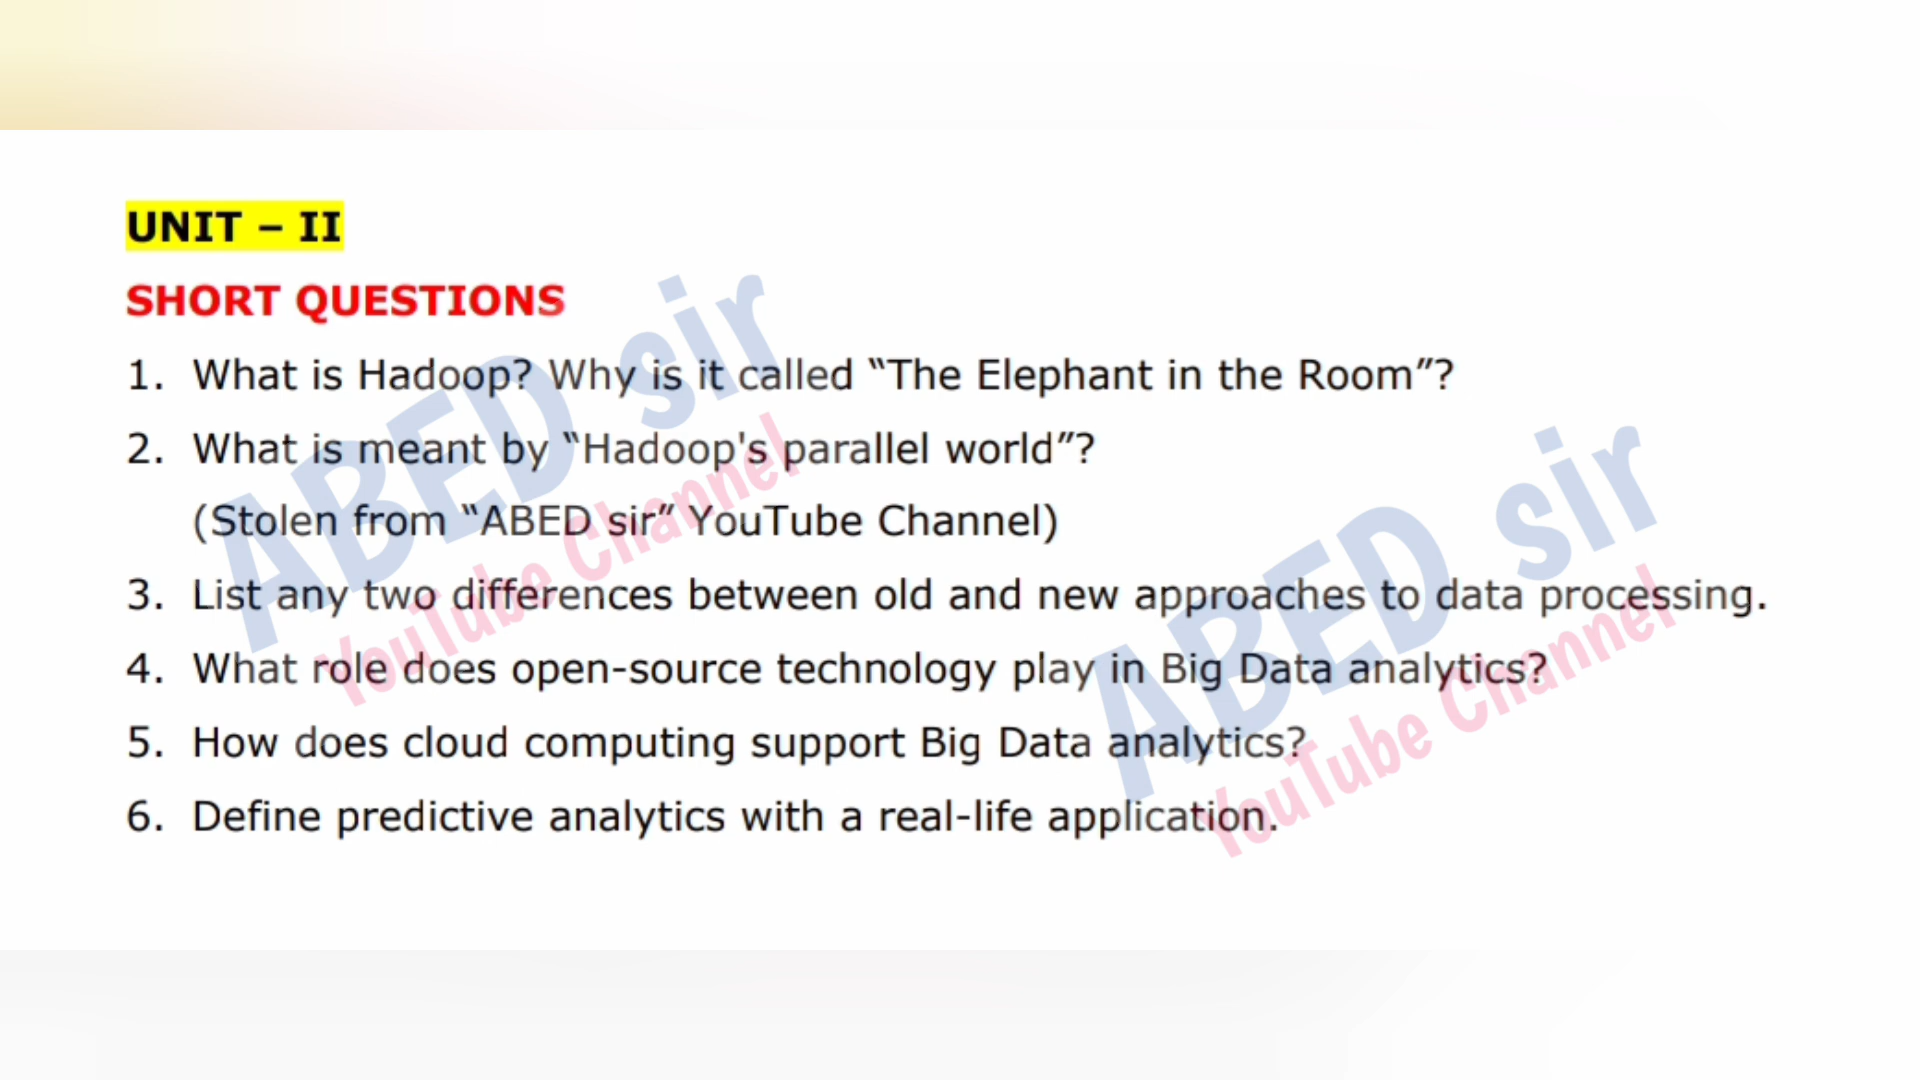 UNIT – II
SHORT QUESTIONS
1. What is Hadoop? Why is it called “The Elephant in the Room”?
2. What is meant by “Hadoop's parallel world”?
(Stolen from “ABED sir” YouTube Channel)
3. List any two differences between old and new approaches to data processing.
4. What role does open-source technology play in Big Data analytics?
5. How does cloud computing support Big Data analytics?
6. Define predictive analytics with a real-life application.
ABED sir
YouTube Channel
ABED sir
YouTube Channel